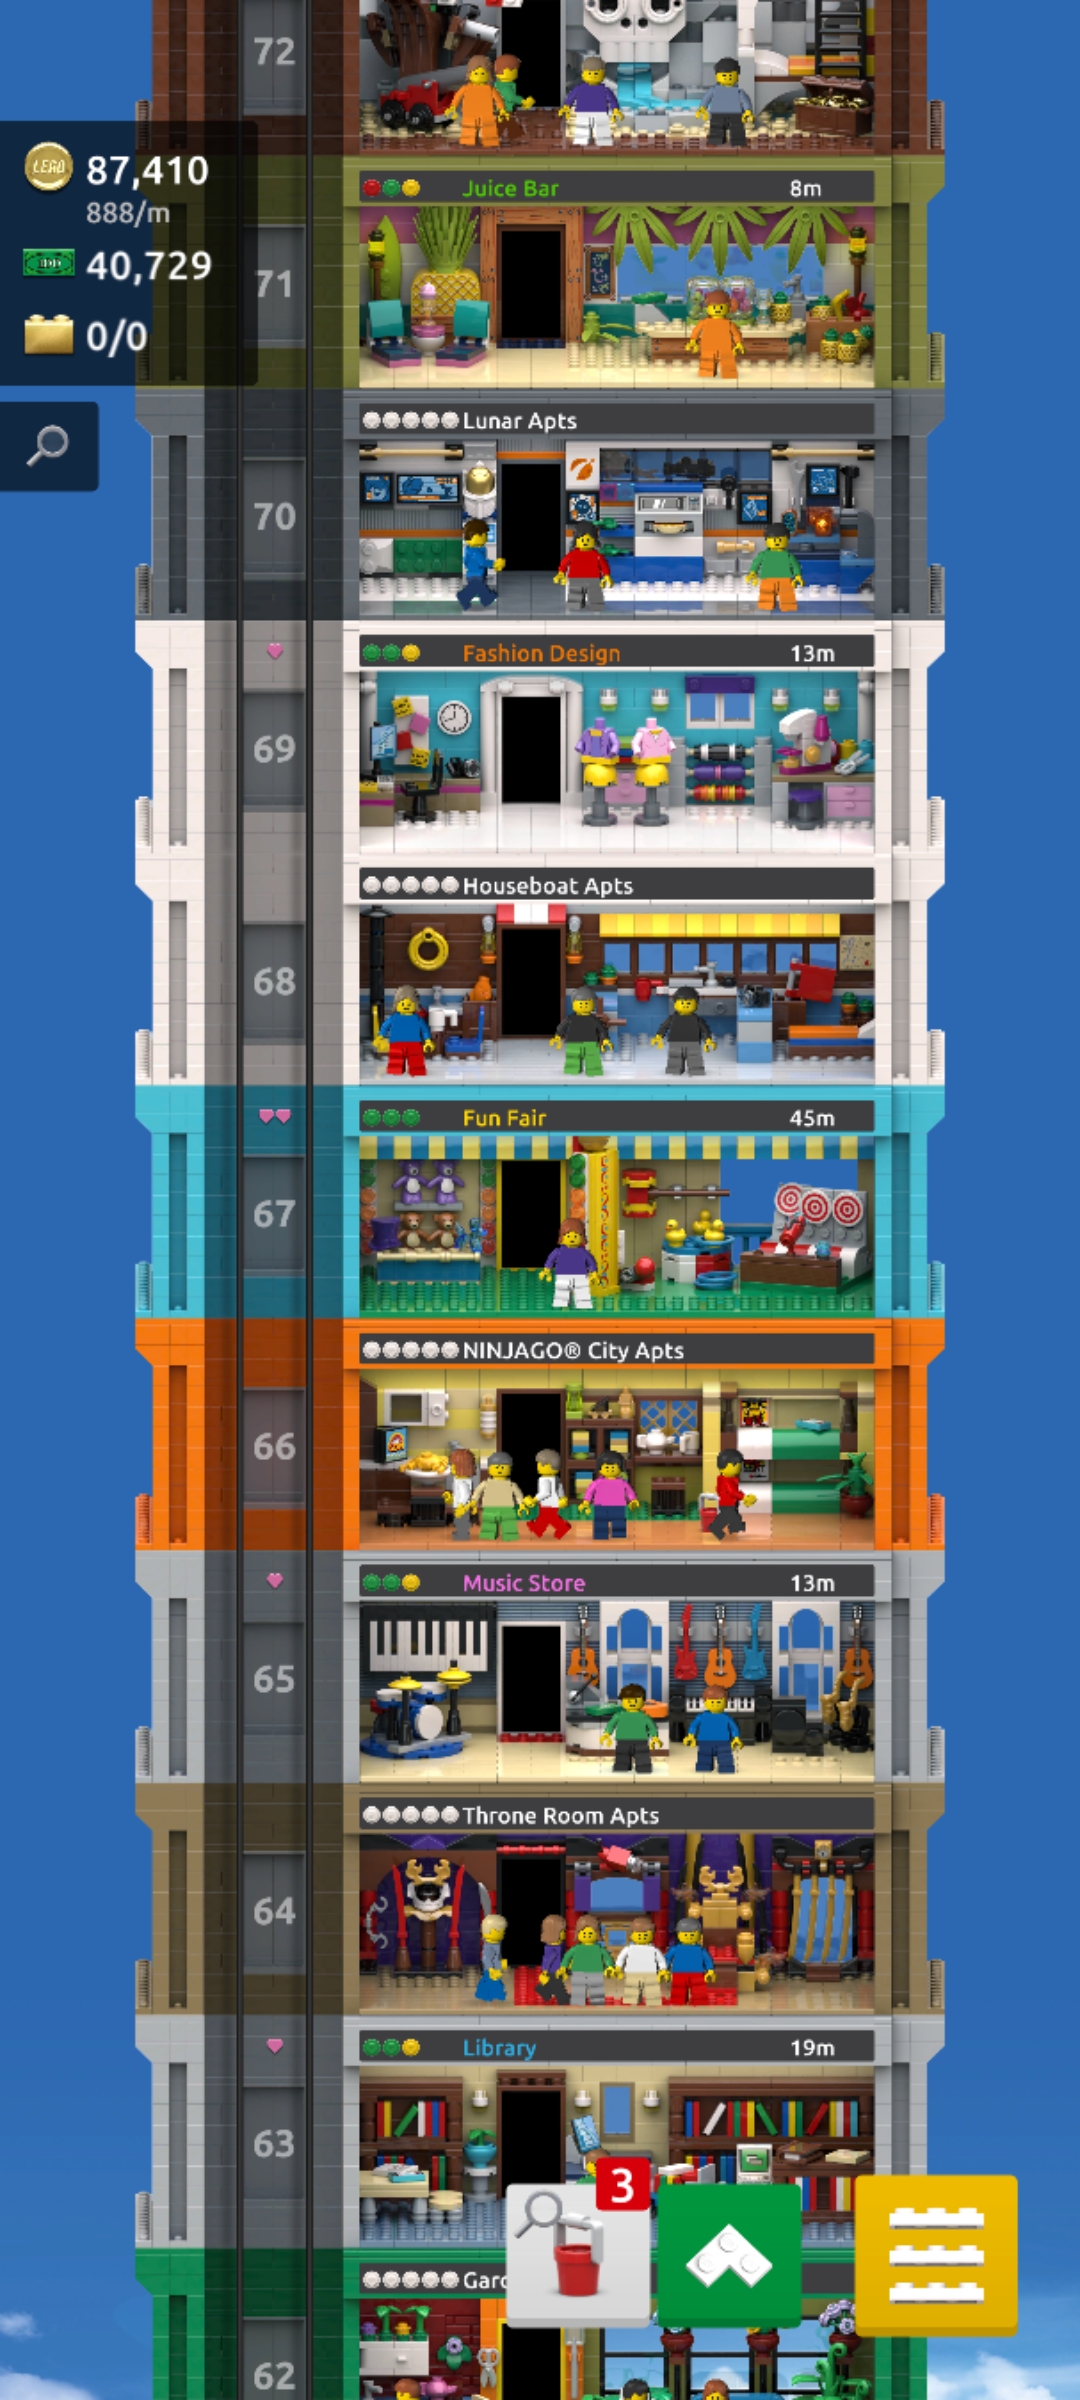 72
LEGO
87,410
888/m
40,729
0/0
Juice Bar 8m
71
Lunar Apts
70
Fashion Design 13m
69
Houseboat Apts
68
Fun Fair 45m
67
NINJAGO® City Apts
66
Music Store 13m
65
Throne Room Apts
64
Library 19m
63
3
Gard
62